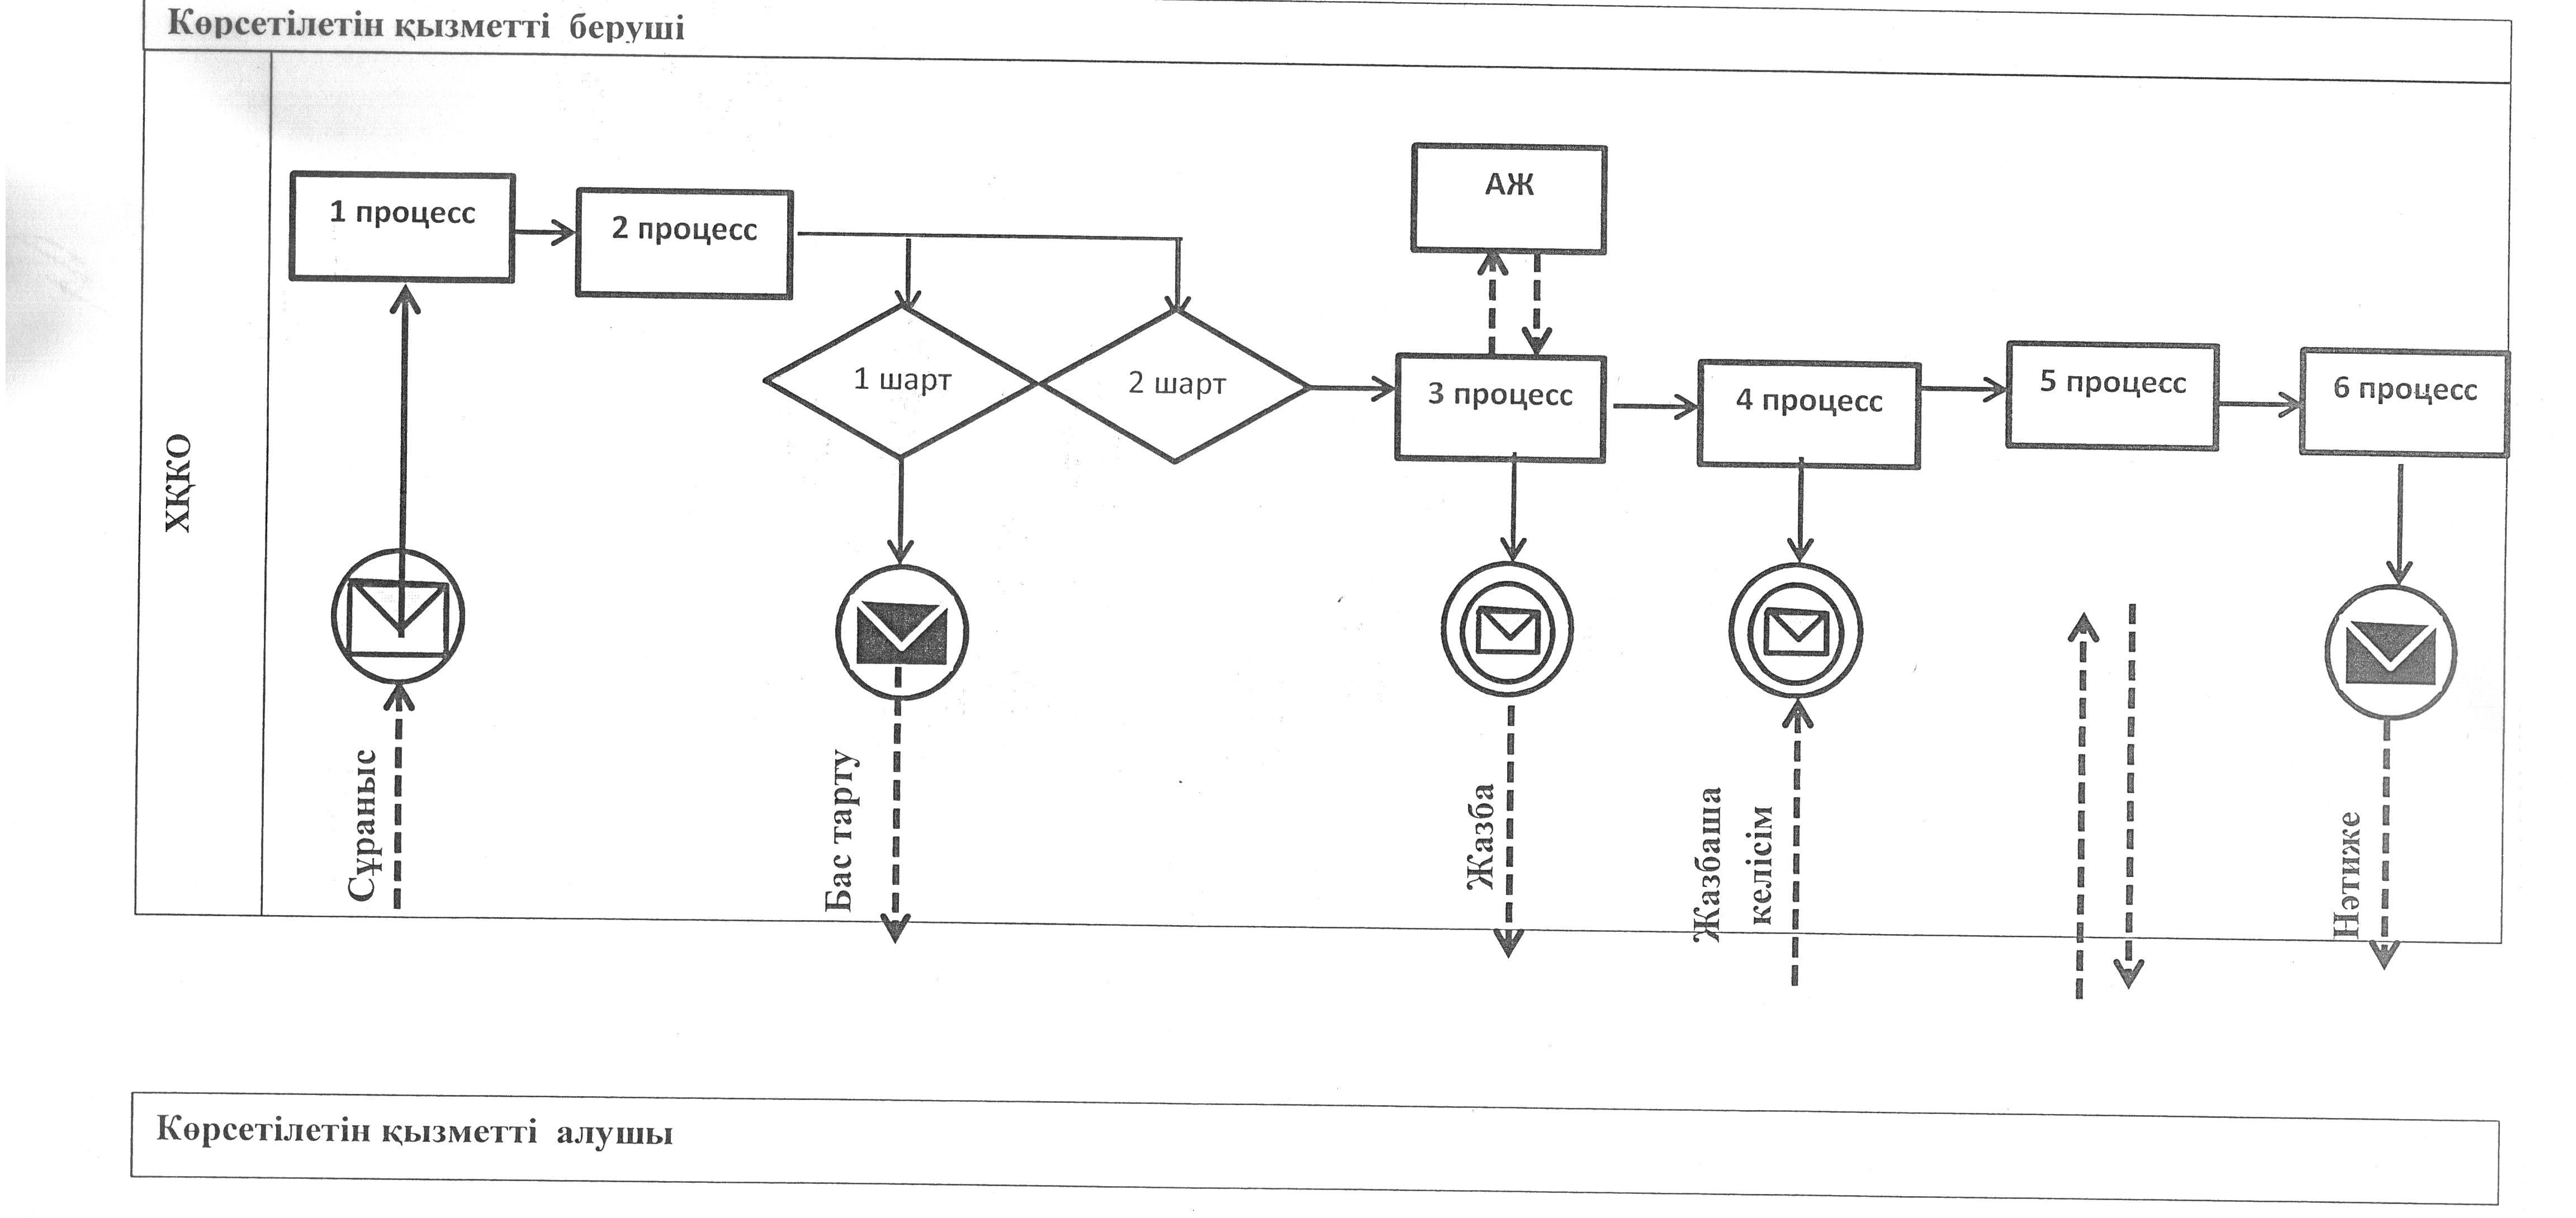 Көрсетілетін қызметті беруші
ХҚКО
1 процесс
2 процесс
1 шарт
2 шарт
АЖ
3 процесс
4 процесс
5 процесс
6 процесс
Сұраныс
Бас тарту
Жазба
Жазбаша
келісім
Нәтиже
Көрсетілетін қызметті алушы